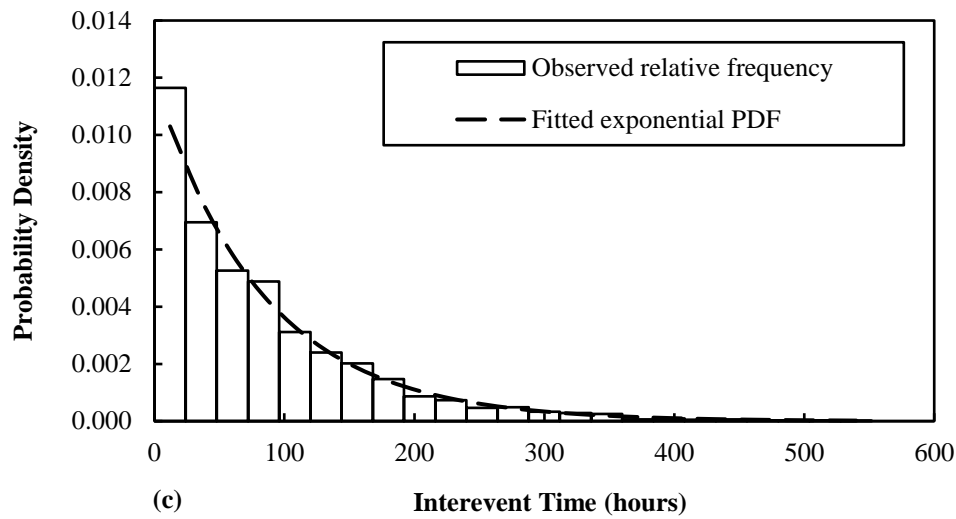 0.014
0.012
0.010
0.008
0.006
0.004
0.002
0.000
Probability Density
Observed relative frequency
Fitted exponential PDF
0 100 200 300 400 500 600
(c) Interevent Time (hours)